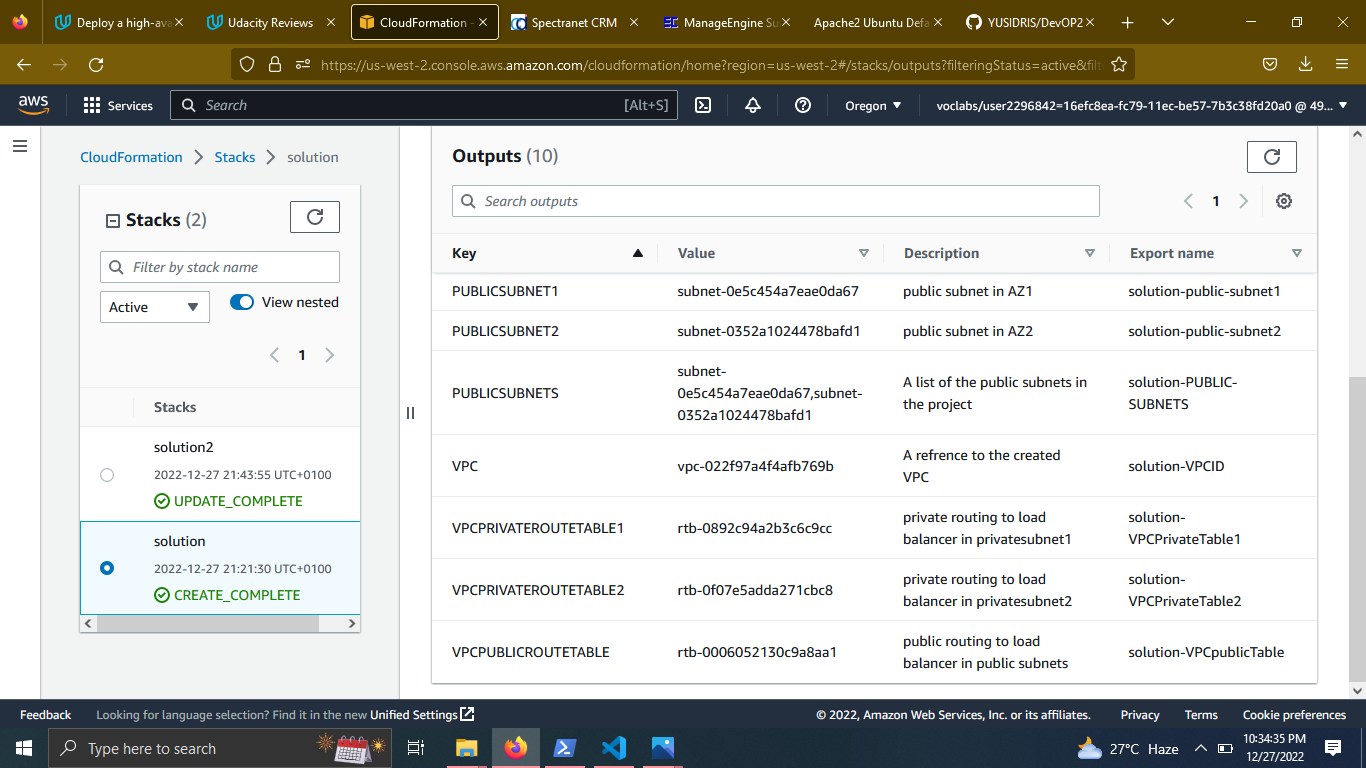 Deploy a high-ava
Udacity Reviews
CloudFormation -
Spectranet CRM
ManageEngine Su
Apache2 Ubuntu Defa
YUSIDRIS/DevOP2
https://us-west-2.console.aws.amazon.com/cloudformation/home?region=us-west-2#/stacks/outputs?filteringStatus=active&filt
aws
Services
Search
[Alt+S]
Oregon
voclabs/user2296842=16efc8ea-fc79-11ec-be57-7b3c38fd20a0 @ 49...
CloudFormation
Stacks
solution
Stacks (2)
Filter by stack name
Active
View nested
1
Stacks
solution2
2022-12-27 21:43:55 UTC+0100
UPDATE_COMPLETE
solution
2022-12-27 21:21:30 UTC+0100
CREATE_COMPLETE
Outputs (10)
Search outputs
1
Key Value Description Export name
PUBLICSUBNET1 subnet-0e5c454a7eae0da67 public subnet in AZ1 solution-public-subnet1
PUBLICSUBNET2 subnet-0352a1024478bafd1 public subnet in AZ2 solution-public-subnet2
PUBLICSUBNETS
subnet-
0e5c454a7eae0da67,subnet-
0352a1024478bafd1
A list of the public subnets in
the project
solution-PUBLIC-
SUBNETS
VPC
vpc-022f97a4f4afb769b
A refrence to the created
VPC
solution-VPCID
VPCPRIVATEROUTETABLE1
rtb-0892c94a2b3c6c9cc
private routing to load
balancer in privatesubnet1
solution-
VPCPrivateTable1
VPCPRIVATEROUTETABLE2
rtb-0f07e5adda271cbc8
private routing to load
balancer in privatesubnet2
solution-
VPCPrivateTable2
VPCPUBLICROUTETABLE
rtb-0006052130c9a8aa1
public routing to load
balancer in public subnets
solution-VPCpublicTable
Feedback
Looking for language selection? Find it in the new Unified Settings
© 2022, Amazon Web Services, Inc. or its affiliates.
Privacy
Terms
Cookie preferences
Type here to search
27°C Haze
10:34:35 PM
12/27/2022